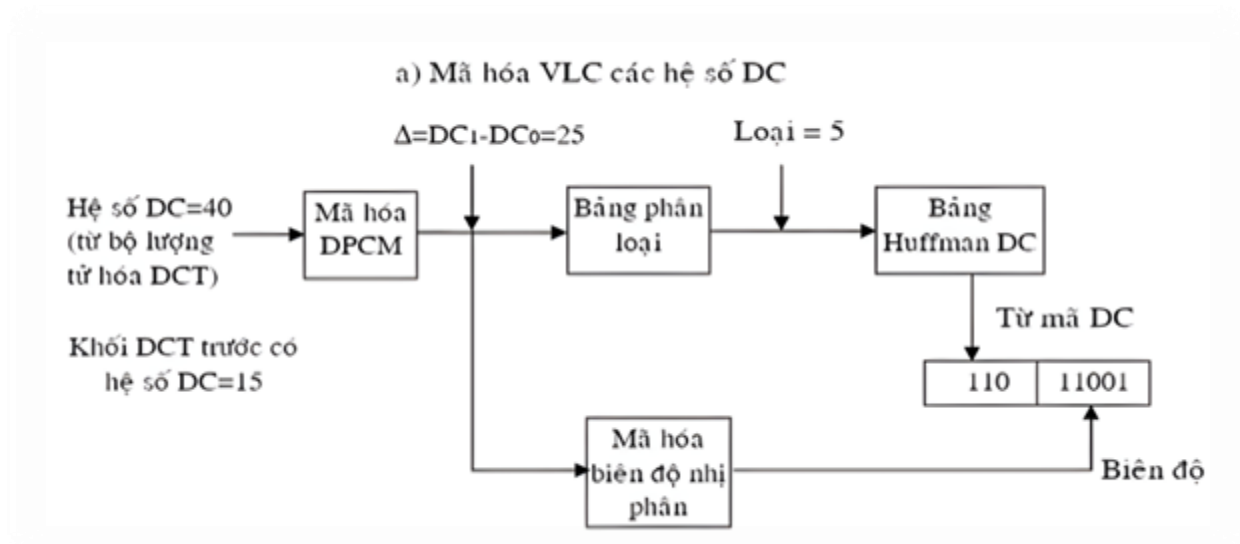 a) Mã hóa VLC các hệ số DC
Δ=DC1-DC0=25
Loại = 5
Hệ số DC=40
(từ bộ lượng
tử hóa DCT)
Mã hóa
DPCM
Bảng phân
loại
Bảng
Huffman DC
Từ mã DC
Khối DCT trước có
hệ số DC=15
110
11001
Mã hóa
biên độ nhị
phân
Biên độ